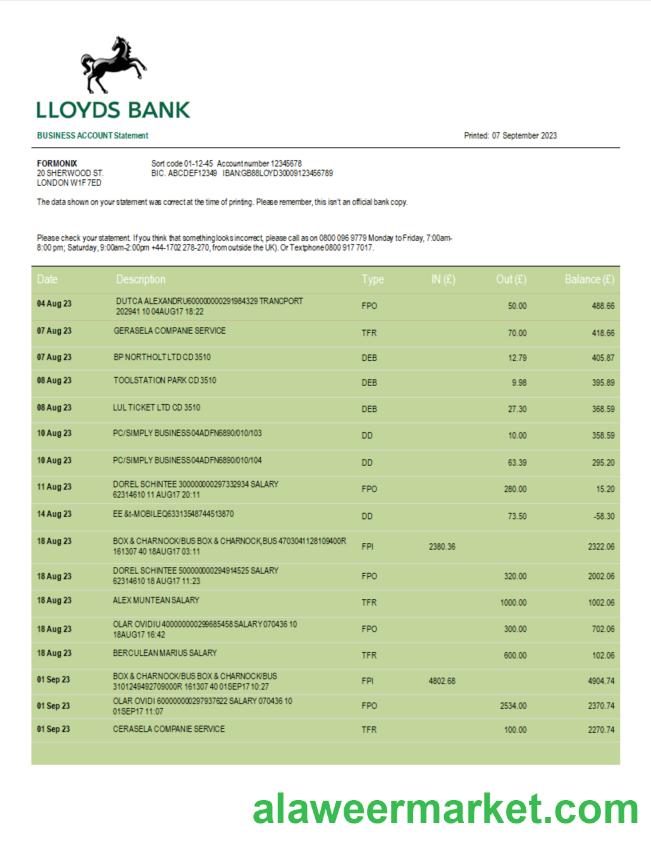 LLOYDS BANK
BUSINESS ACCOUNT Statement Printed: 07 September 2023
FORMONIX Sort code 01-12-45 Account number 12345678
20 SHERWOOD ST. BIC. ABCDEF12349 IBAN:GB88LOYD30009123456789
LONDON W1F 7ED
The data shown on your statement was correct at the time of printing. Please remember, this isn't an official bank copy.
Please check your statement. If you think that something looks incorrect, please call as on 0800 096 9779 Monday to Friday, 7:00am-
8:00 pm; Saturday, 9:00am-2:00pm +44-1702 278-270, from outside the UK). Or Textphone 0800 917 7017.
Date Description Type IN (£) Out (£) Balance (£)
04 Aug 23 DUTCA ALEXANDRU600000000291984329 TRANCPORT FPO 50.00 488.66
202941 10 04AUG17 18:22
07 Aug 23 GERASELA COMPANIE SERVICE TFR 70.00 418.66
07 Aug 23 BP NORTHOLT LTD CD 3510 DEB 12.79 405.87
08 Aug 23 TOOLSTATION PARK CD 3510 DEB 9.98 395.89
08 Aug 23 LUL TICKET LTD CD 3510 DEB 27.30 368.59
10 Aug 23 PC/SIMPLY BUSINESS04ADFN6890/010/103 DD 10.00 358.59
10 Aug 23 PC/SIMPLY BUSINESS04ADFN6890/010/104 DD 63.39 295.20
11 Aug 23 DOREL SCHINTEE 300000000297332934 SALARY FPO 280.00 15.20
62314610 11 AUG17 20:11
14 Aug 23 EE &t-MOBILEQ63313548744513870 DD 73.50 -58.30
18 Aug 23 BOX & CHARNOCK/BUS BOX & CHARNOCK,BUS 4703041128109400R FPI 2380.36 2322.06
161307 40 18AUG17 03:11
18 Aug 23 DOREL SCHINTEE 500000000294914525 SALARY FPO 320.00 2002.06
62314610 18 AUG17 11:23
18 Aug 23 ALEX MUNTEAN SALARY TFR 1000.00 1002.06
18 Aug 23 OLAR OVIDIU 400000000299685458 SALARY 070436 10 FPO 300.00 702.06
18AUG17 16:42
18 Aug 23 BERCULEAN MARIUS SALARY TFR 600.00 102.06
01 Sep 23 BOX & CHARNOCK/BUS BOX & CHARNOCK/BUS FPI 4802.68 4904.74
3101249492709000R 161307 40 01SEP17 10:27
01 Sep 23 OLAR OVIDI 600000000297937622 SALARY 070436 10 FPO 2534.00 2370.74
01SEP17 11:07
01 Sep 23 CERASELA COMPANIE SERVICE TFR 100.00 2270.74
alaweermarket.com